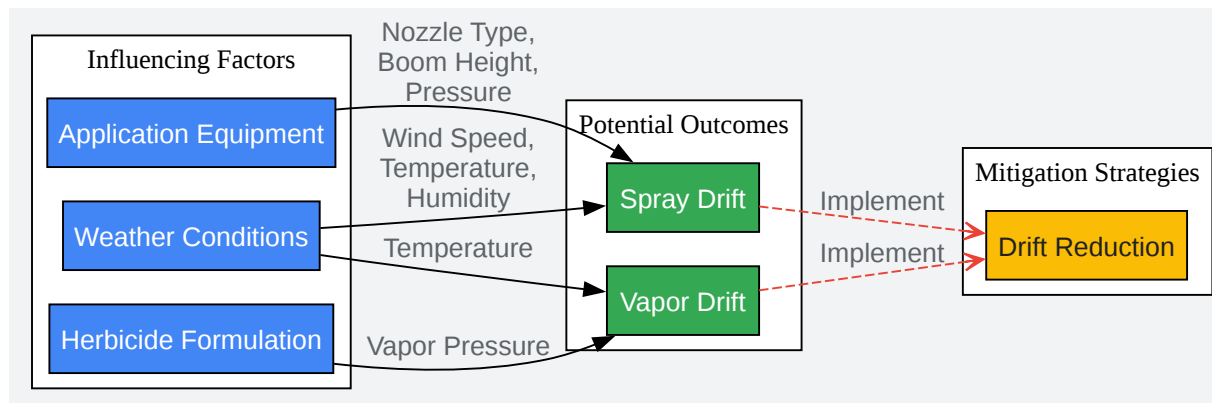 Influencing Factors
Application Equipment
Weather Conditions
Herbicide Formulation
Nozzle Type,
Boom Height,
Pressure
Wind Speed,
Temperature,
Humidity
Temperature
Vapor Pressure
Potential Outcomes
Spray Drift
Vapor Drift
Implement
Implement
Mitigation Strategies
Drift Reduction